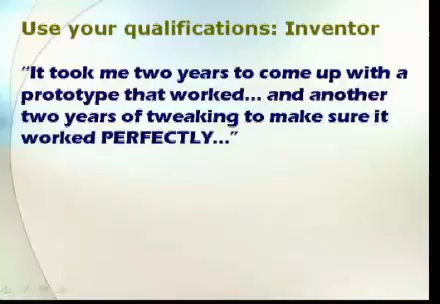 Use your qualifications: Inventor
"It took me two years to come up with a
prototype that worked... and another
two years of tweaking to make sure it
worked PERFECTLY..."